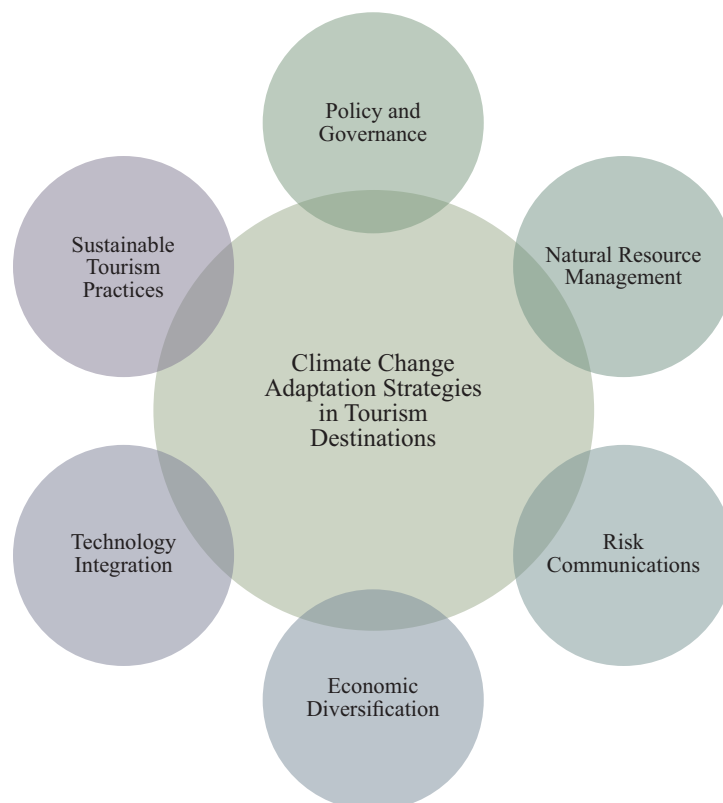 Policy and
Governance
Sustainable
Tourism
Practices
Natural Resource
Management
Climate Change
Adaptation Strategies
in Tourism
Destinations
Technology
Integration
Risk
Communications
Economic
Diversification